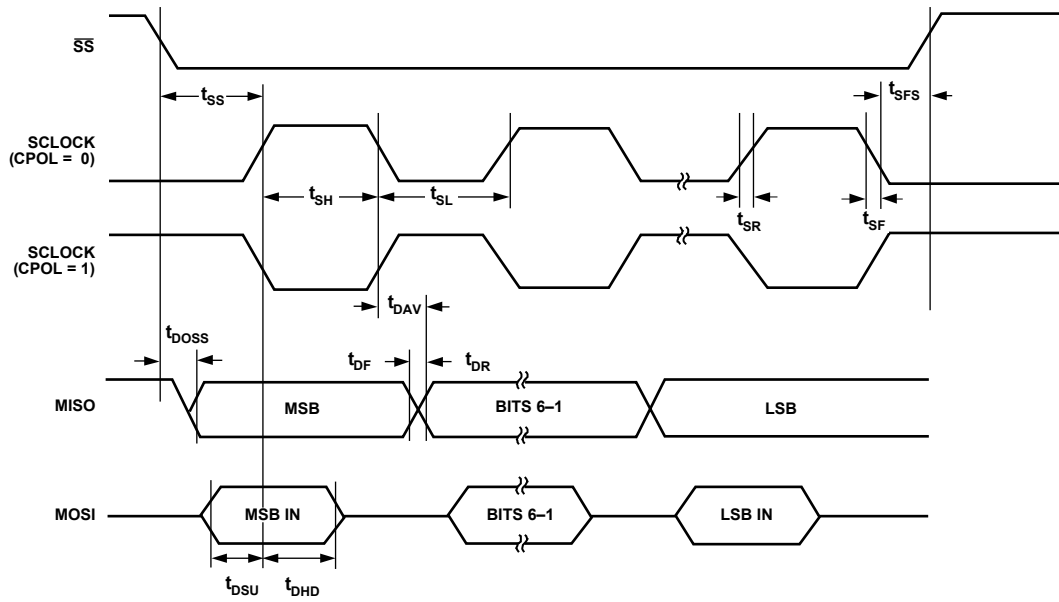 SS
tSS
tSFS
SCLOCK
(CPOL = 0)
tSH
tSL
tSR
tSF
SCLOCK
(CPOL = 1)
tDAV
tDOSS
tDF
tDR
MISO
MSB
BITS 6–1
LSB
MOSI
MSB IN
BITS 6–1
LSB IN
tDSU
tDHD